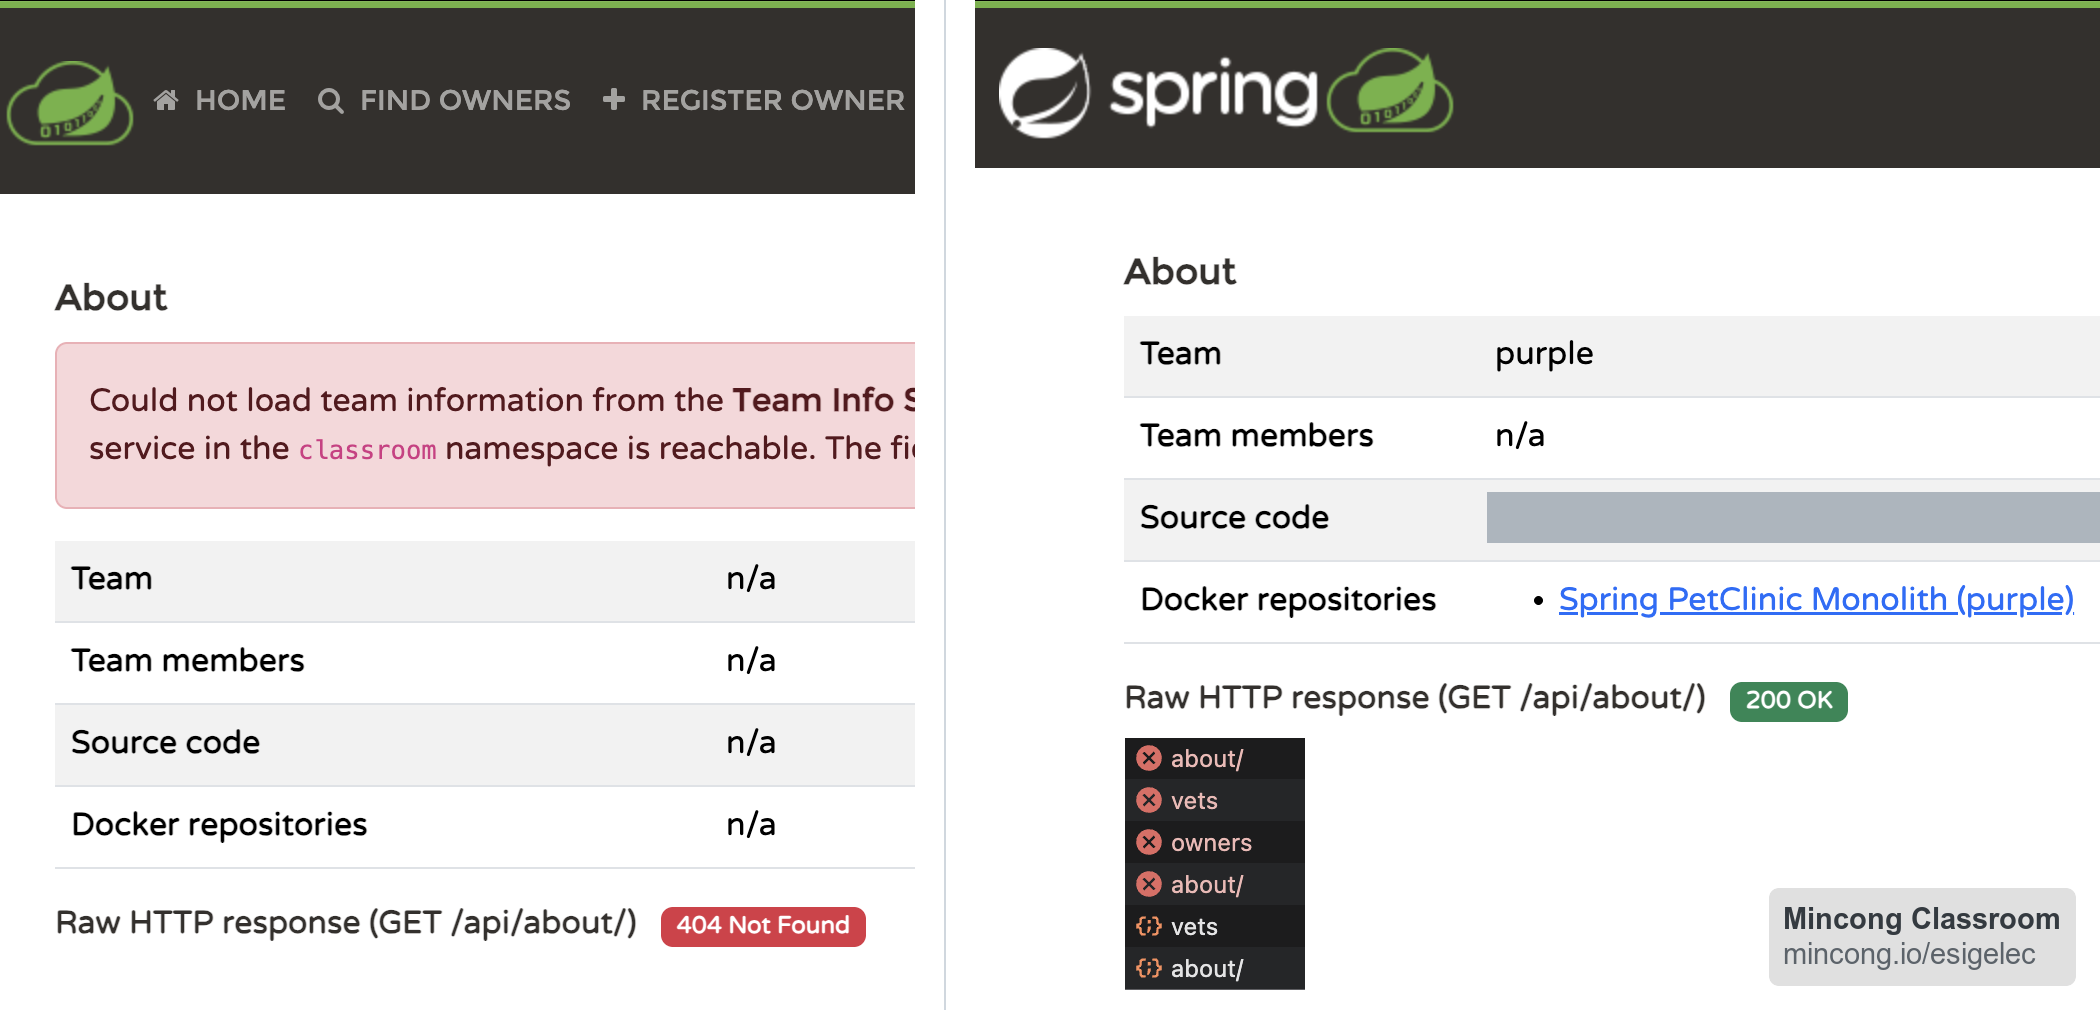 HOME FIND OWNERS REGISTER OWNER
About
Could not load team information from the Team Info
service in the classroom namespace is reachable. The
Team n/a
Team members n/a
Source code n/a
Docker repositories n/a
Raw HTTP response (GET /api/about/) 404 Not Found
spring
About
Team purple
Team members n/a
Source code
Docker repositories • Spring PetClinic Monolith (purple)
Raw HTTP response (GET /api/about/) 200 OK
about/
vets
owners
about/
{;} vets
{;} about/
Mincong Classroom
mincong.io/esigelec